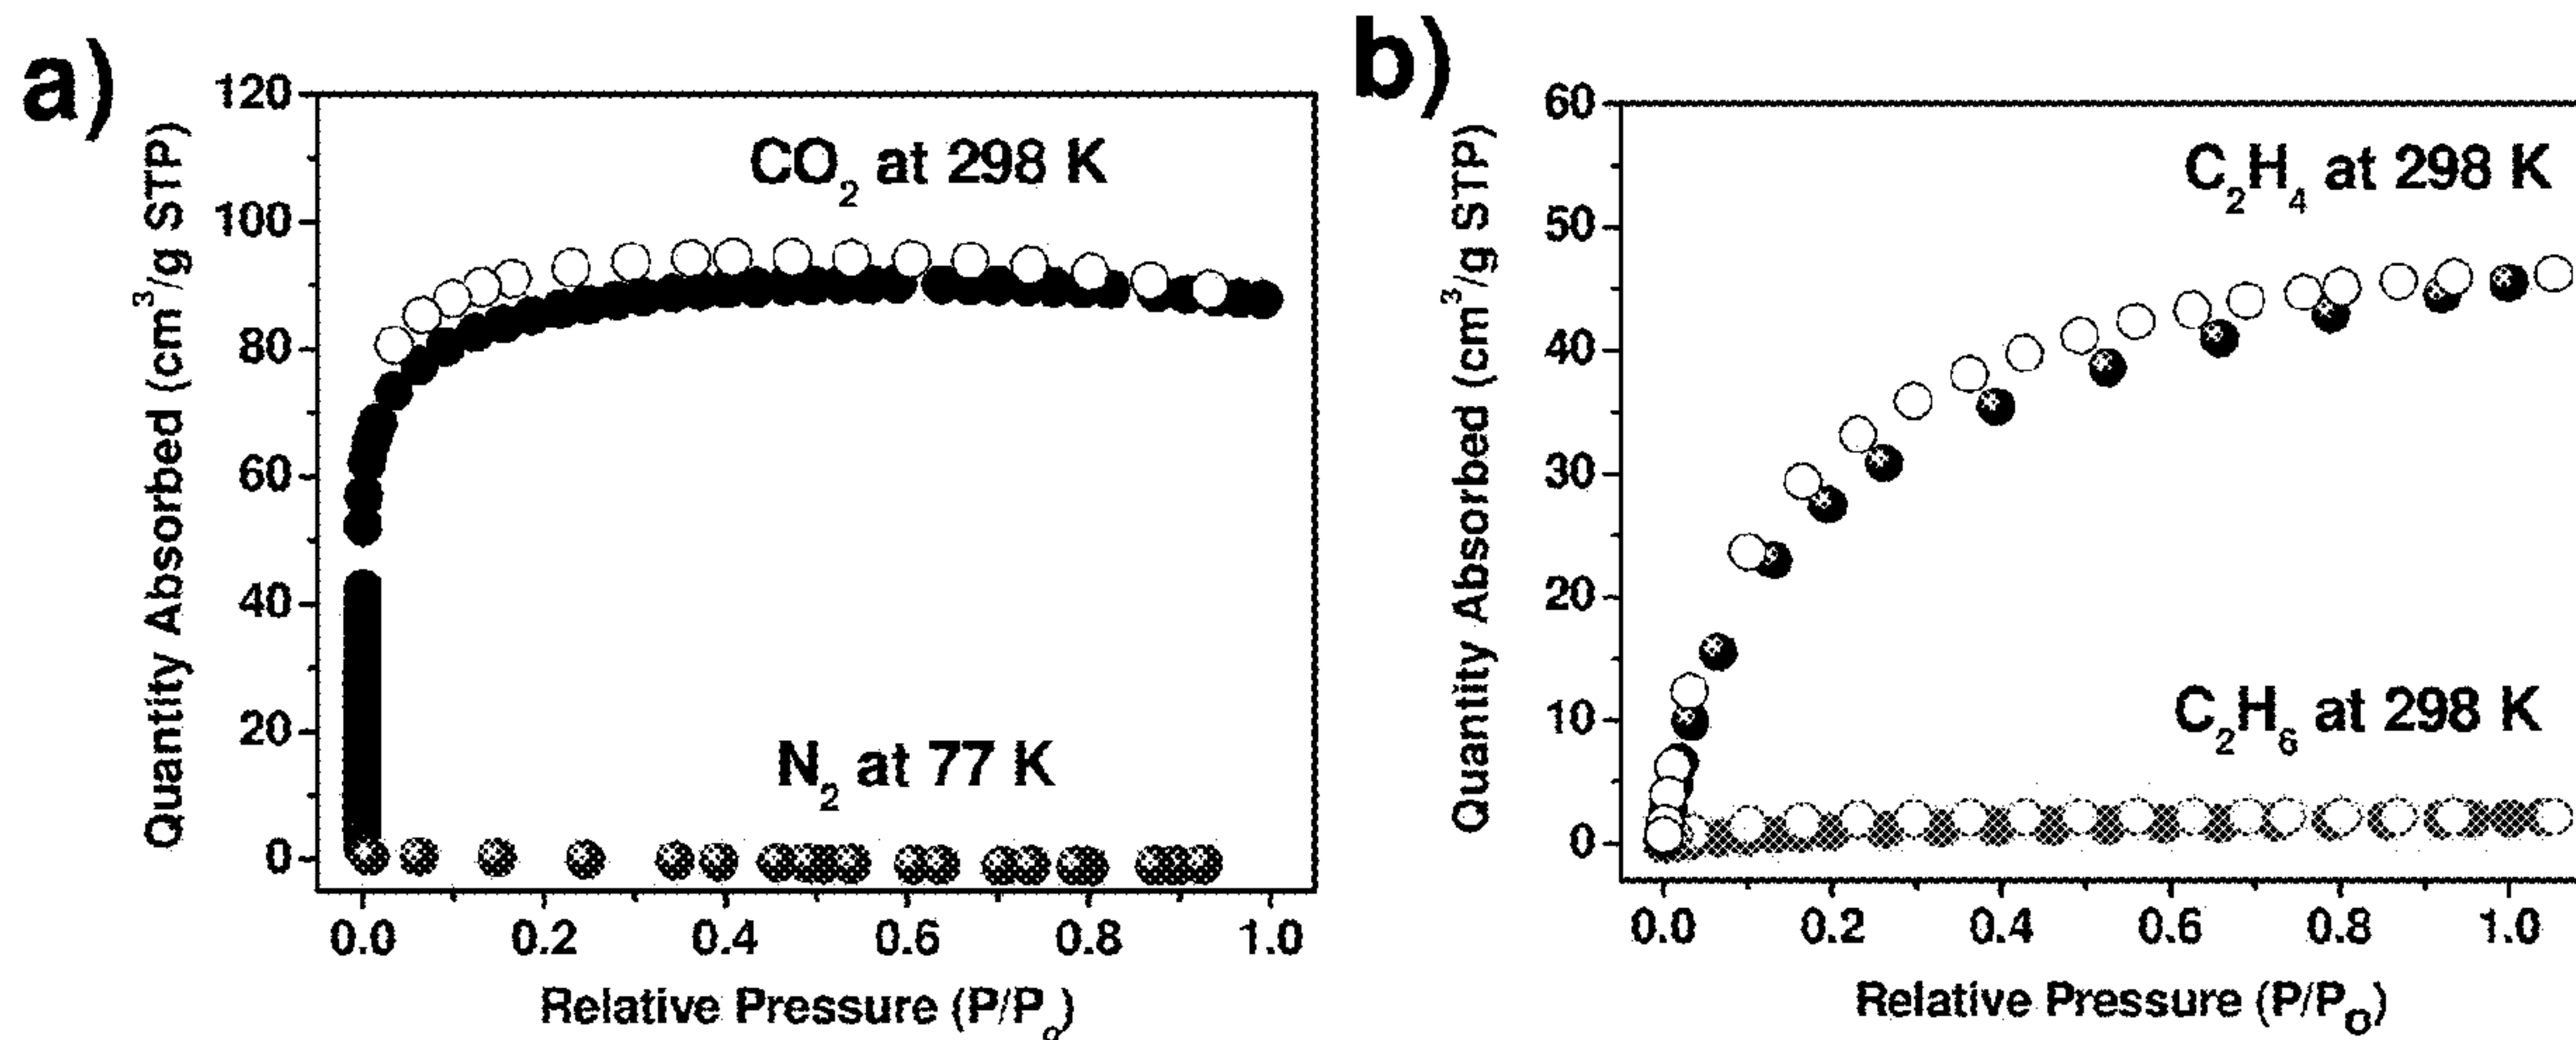 a)
120
100
80
60
40
20
0
Quantity Absorbed (cm³/g STP)
CO₂ at 298 K
N₂ at 77 K
0.0 0.2 0.4 0.6 0.8 1.0
Relative Pressure (P/P₀)
b)
60
50
40
30
20
10
0
Quantity Absorbed (cm³/g STP)
C₂H₄ at 298 K
C₂H₆ at 298 K
0.0 0.2 0.4 0.6 0.8 1.0
Relative Pressure (P/P₀)